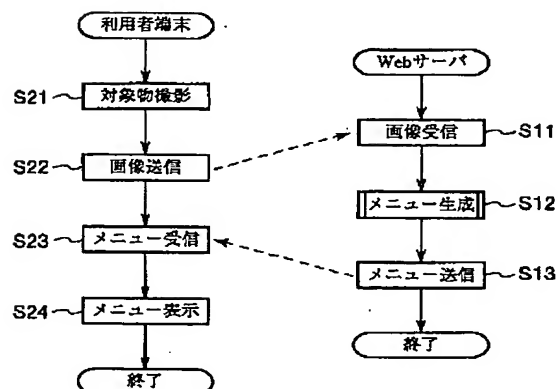 利用者端末
S21 対象物撮影
S22 画像送信
S23 メニュー受信
S24 メニュー表示
終了
Webサーバ
画像受信 S11
メニュー生成 S12
メニュー送信 S13
終了